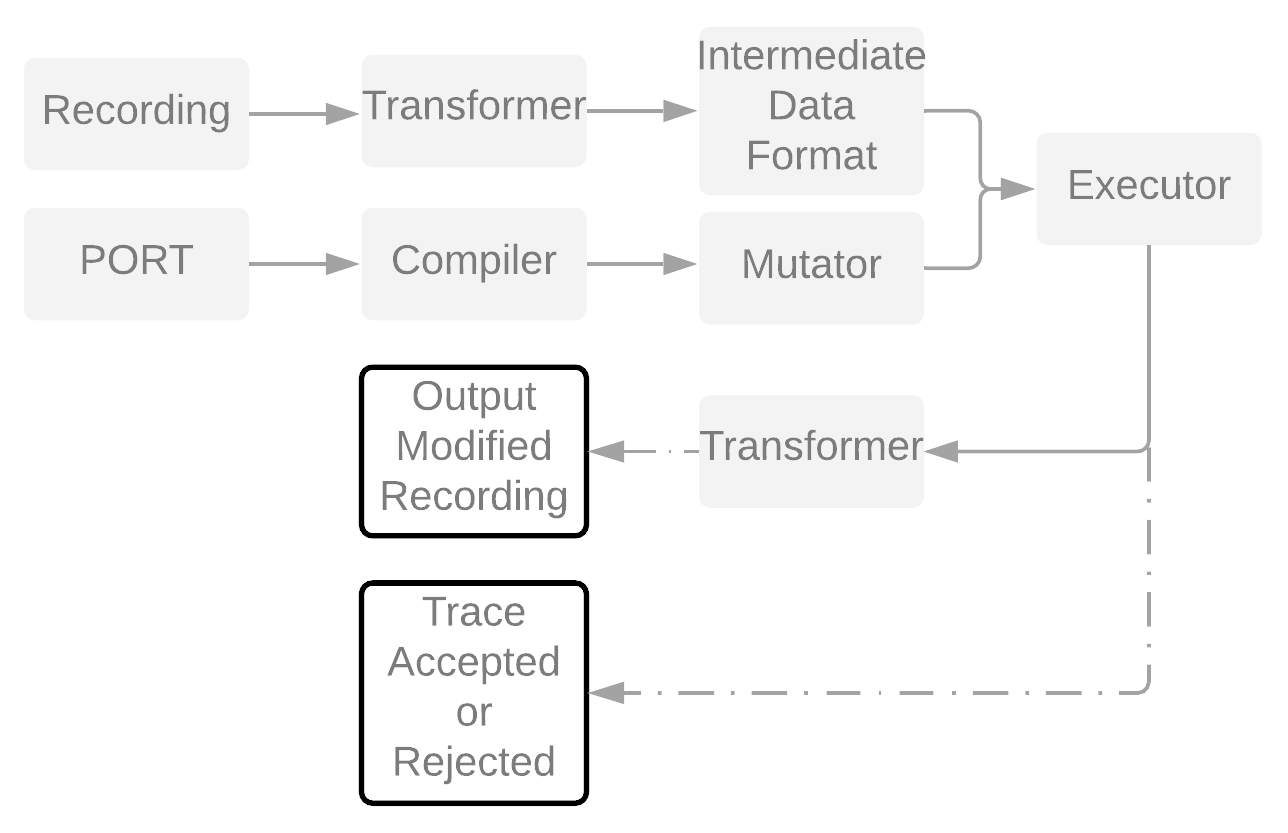 Recording
Transformer
Intermediate
Data
Format
Executor
PORT
Compiler
Mutator
Output
Modified
Recording
Transformer
Trace
Accepted
or
Rejected